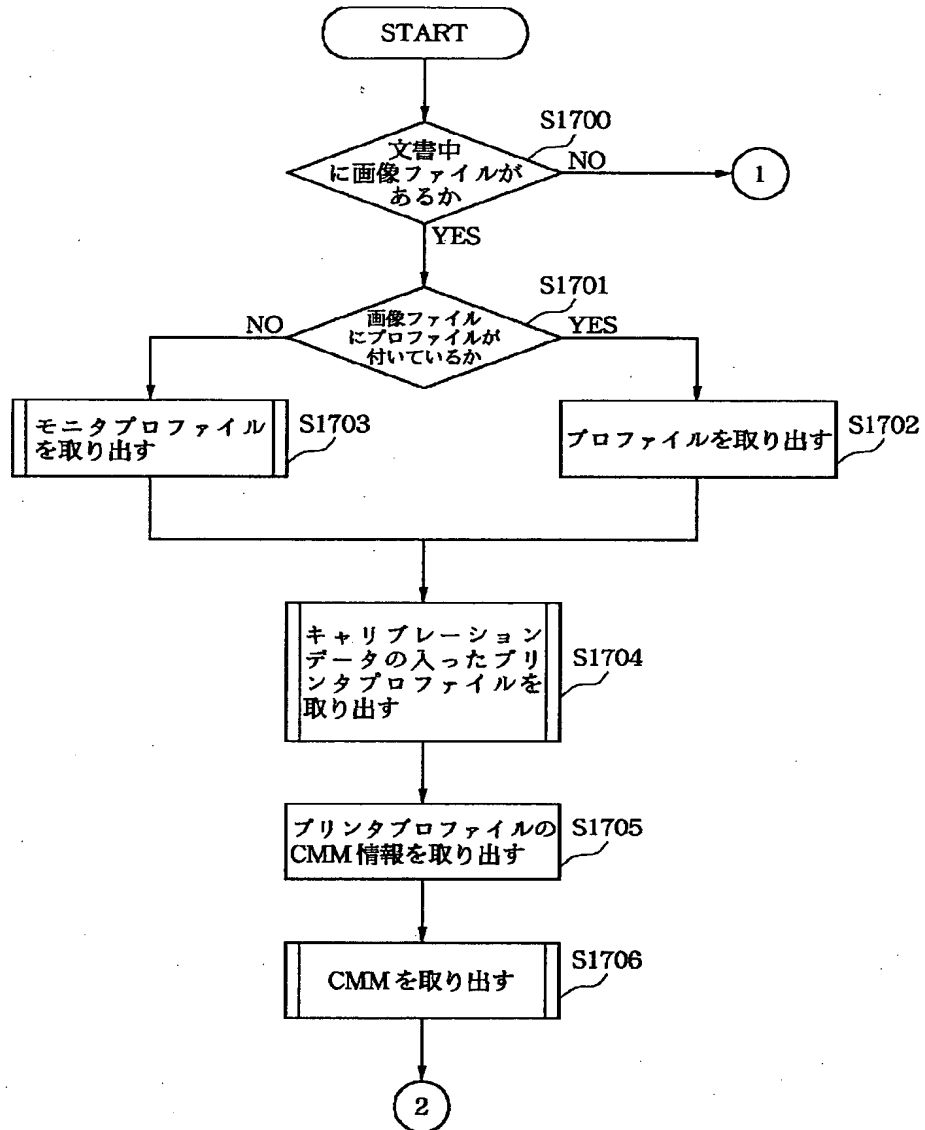 START
S1700
文書中
に画像ファイルが
あるか
NO
1
YES
S1701
画像ファイル
にプロファイルが
付いているか
NO
YES
モニタプロファイル
を取り出す
S1703
プロファイルを取り出す
S1702
キャリブレーション
データの入ったプリ
ンタプロファイルを
取り出す
S1704
プリンタプロファイルの
CMM情報を取り出す
S1705
CMMを取り出す
S1706
2